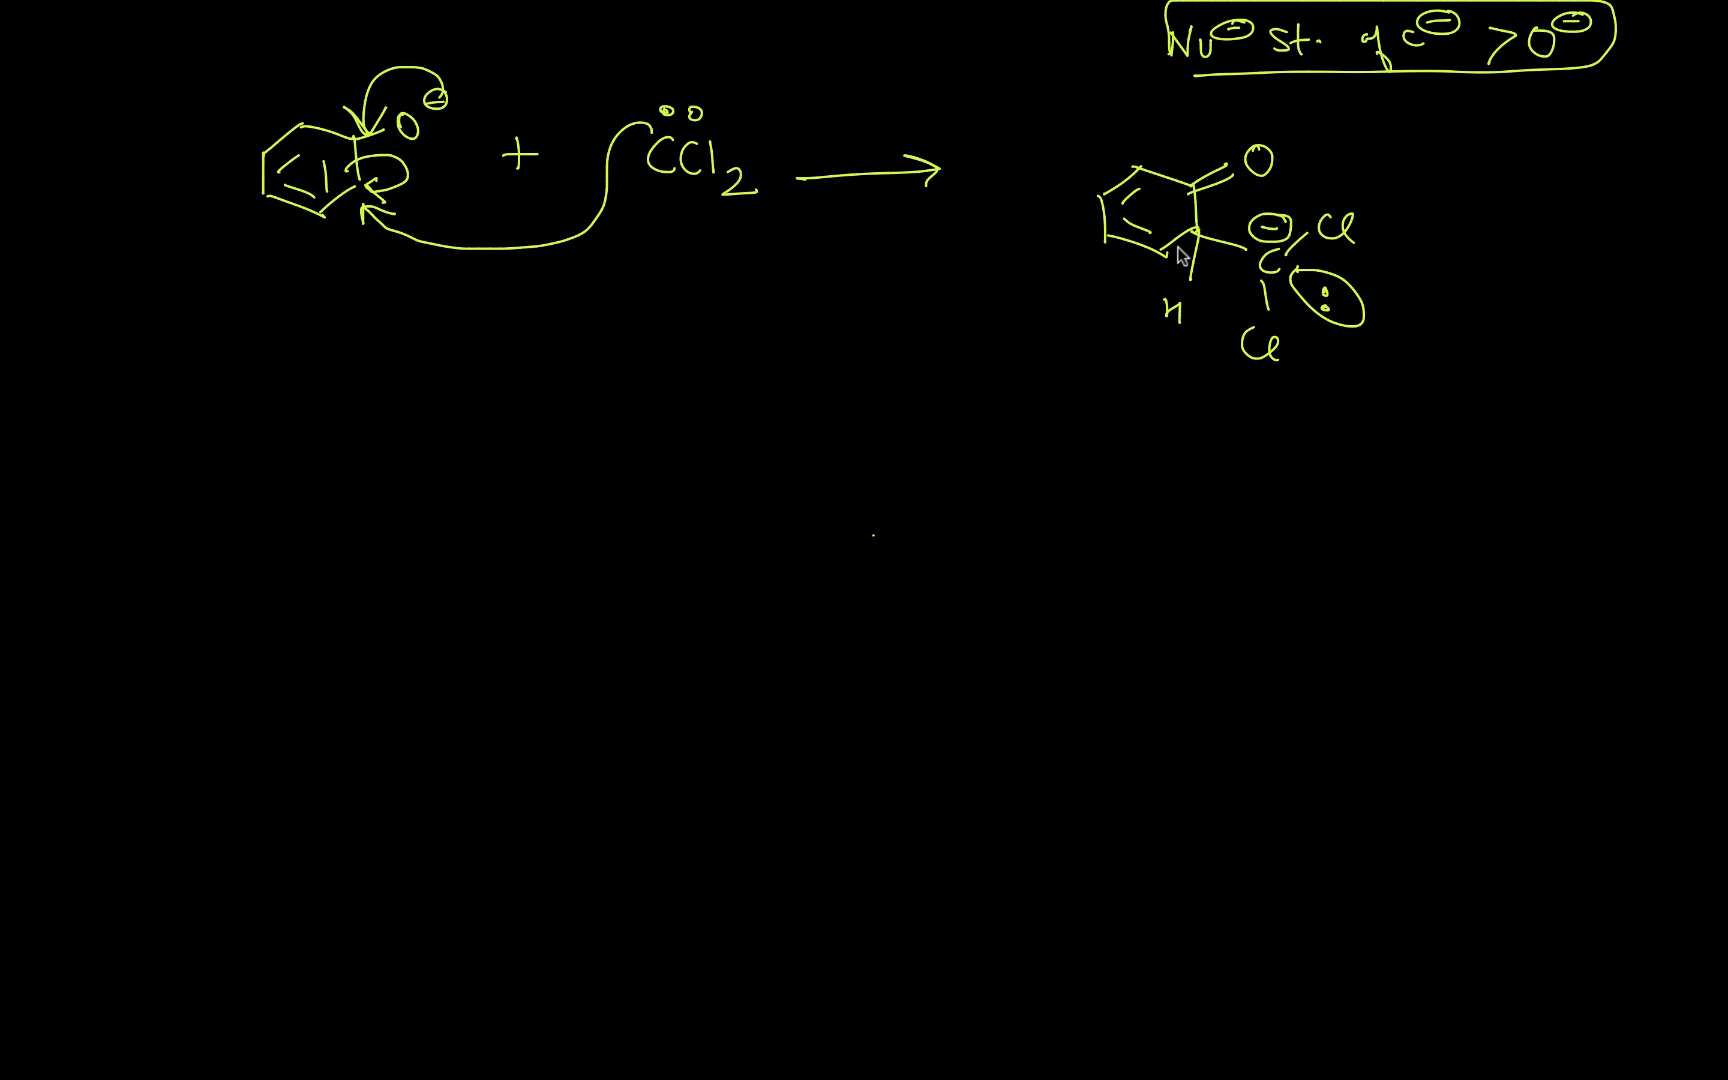 Nu⊖ St. of C⊖ > O⊖
O⊖ + CCl2 →
O
⊖ Cl
C :
H
Cl